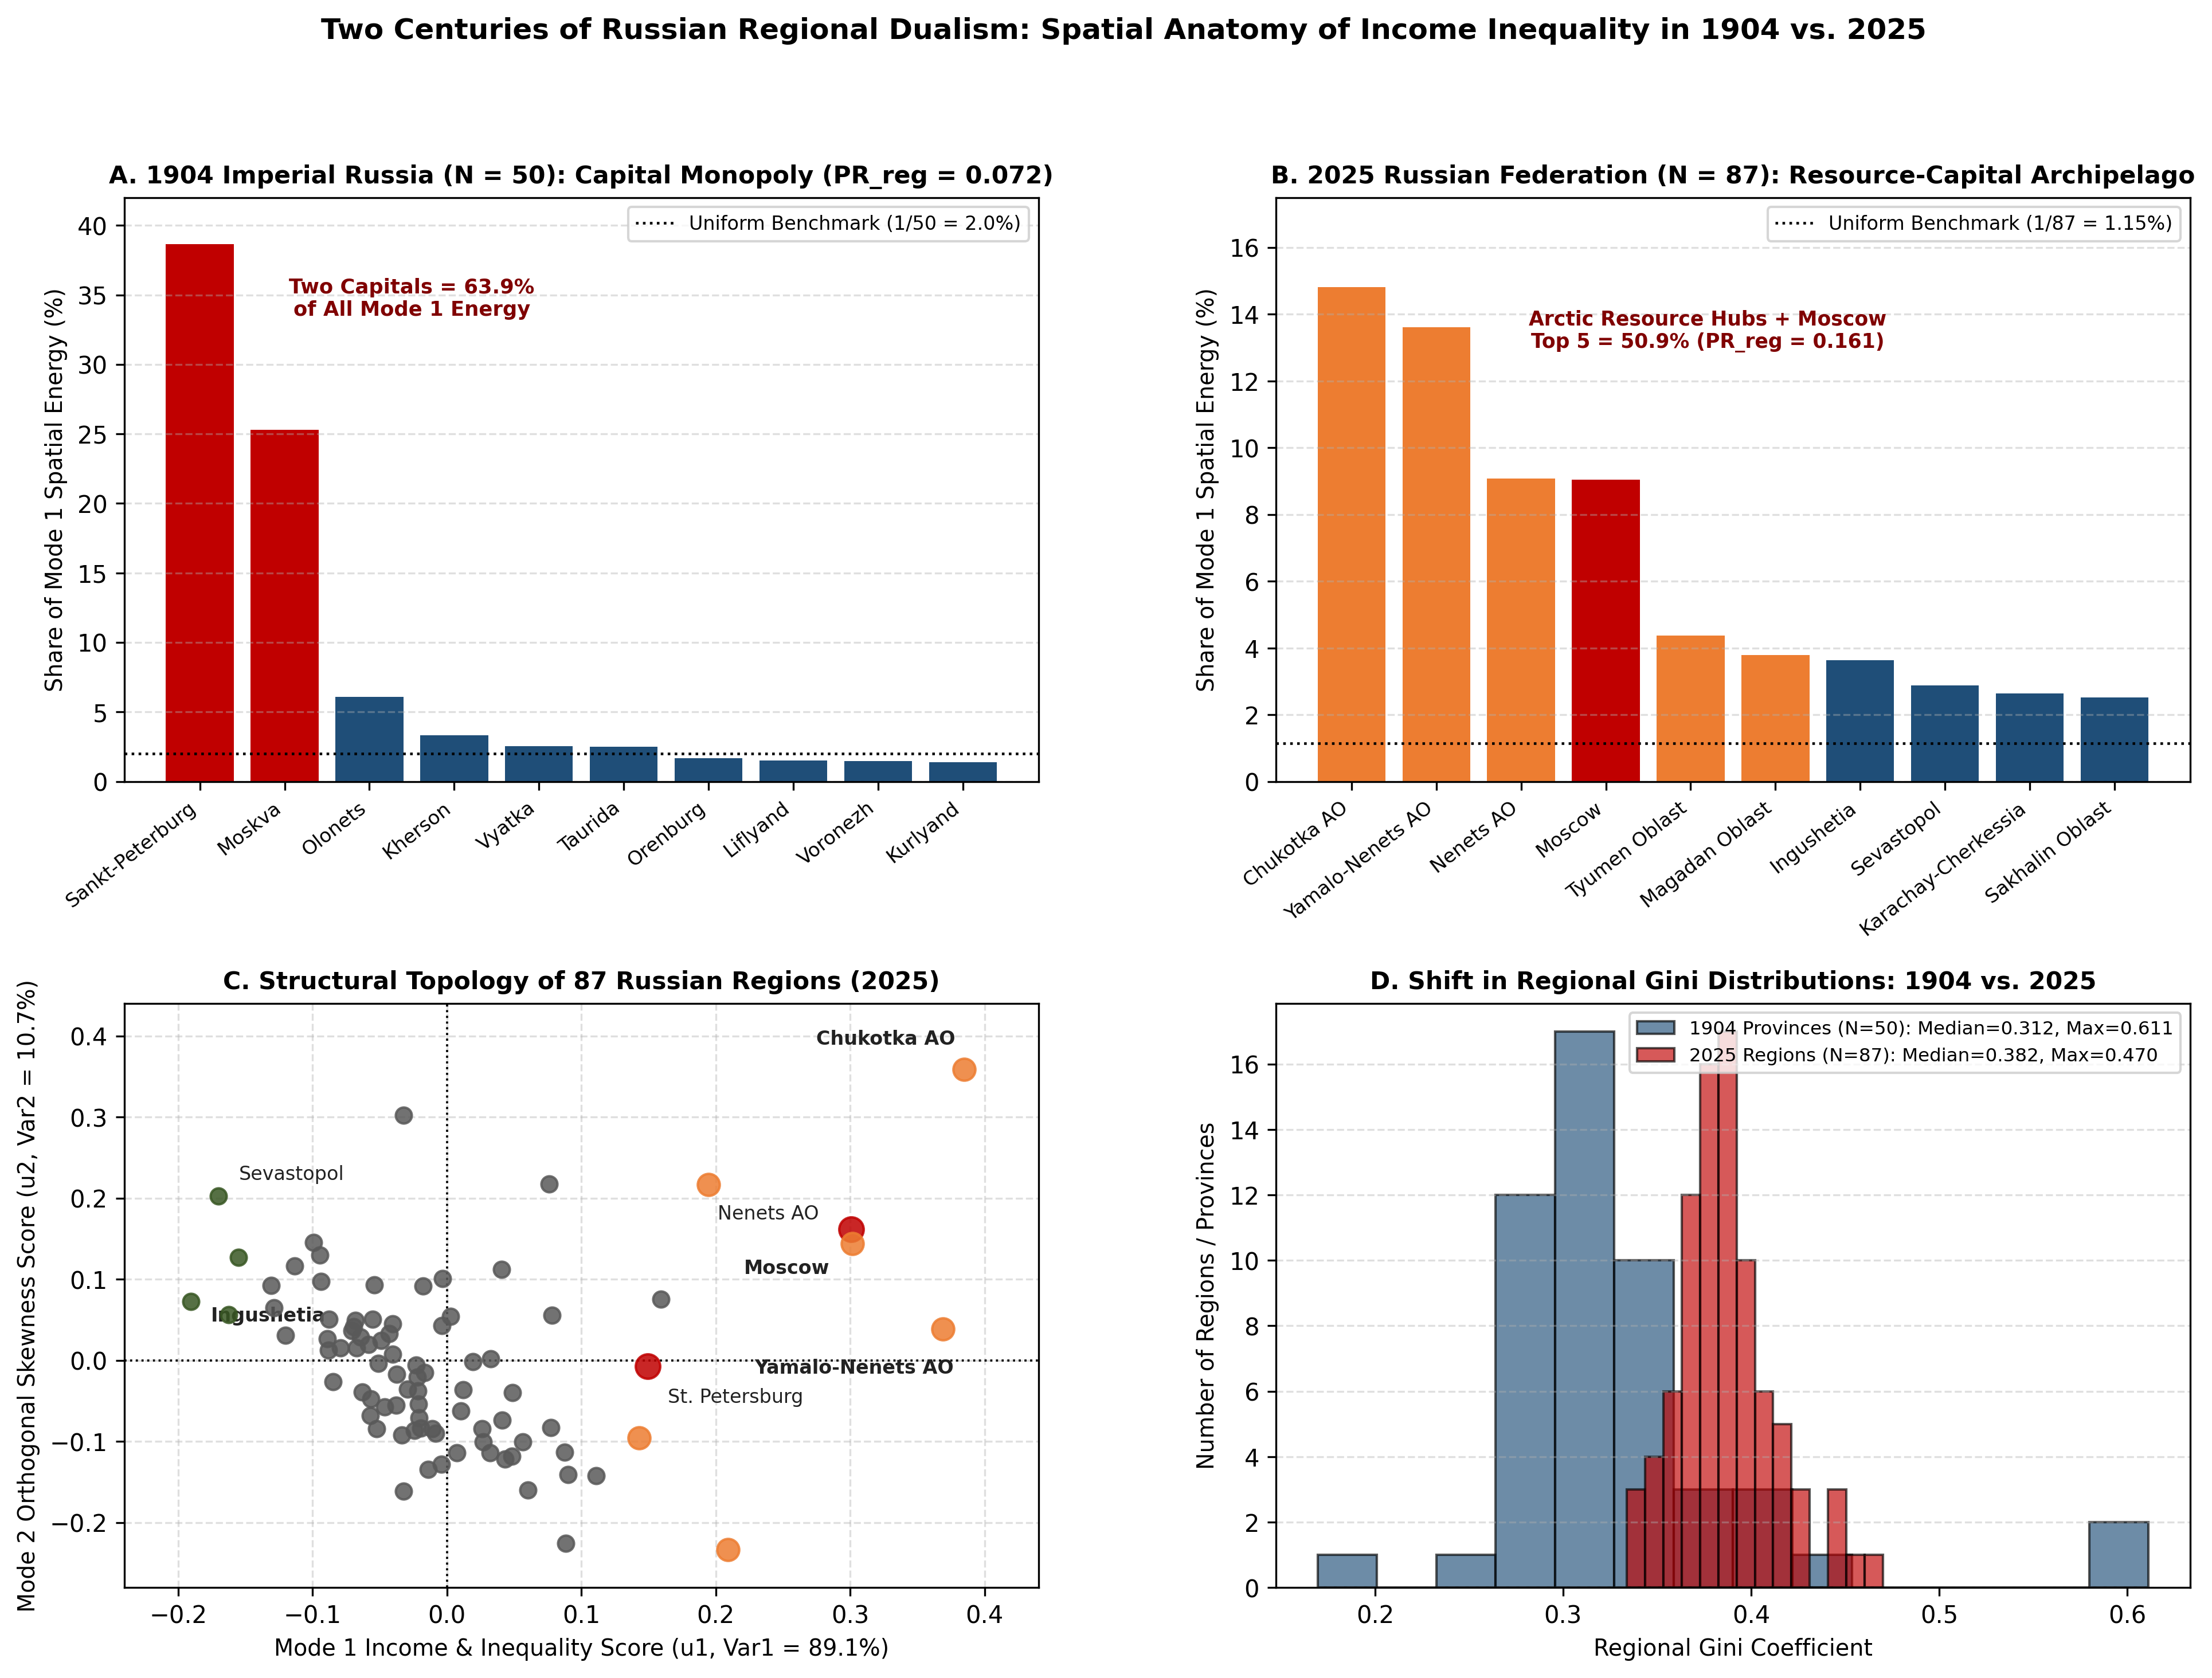 Two Centuries of Russian Regional Dualism: Spatial Anatomy of Income Inequality in 1904 vs. 2025
A. 1904 Imperial Russia (N = 50): Capital Monopoly (PR_reg = 0.072)
Share of Mode 1 Spatial Energy (%)
40
35
30
25
20
15
10
5
0
Uniform Benchmark (1/50 = 2.0%)
Two Capitals = 63.9%
of All Mode 1 Energy
Sankt-Peterburg
Moskva
Olonets
Kherson
Vyatka
Taurida
Orenburg
Liflyand
Voronezh
Kurlyand
B. 2025 Russian Federation (N = 87): Resource-Capital Archipelago
Share of Mode 1 Spatial Energy (%)
16
14
12
10
8
6
4
2
0
Uniform Benchmark (1/87 = 1.15%)
Arctic Resource Hubs + Moscow
Top 5 = 50.9% (PR_reg = 0.161)
Chukotka AO
Yamalo-Nenets AO
Nenets AO
Moscow
Tyumen Oblast
Magadan Oblast
Ingushetia
Sevastopol
Karachay-Cherkessia
Sakhalin Oblast
C. Structural Topology of 87 Russian Regions (2025)
Mode 2 Orthogonal Skewness Score (u2, Var2 = 10.7%)
0.4
0.3
0.2
0.1
0.0
−0.1
−0.2
Chukotka AO
Sevastopol
Nenets AO
Moscow
Ingushetia
Yamalo-Nenets AO
St. Petersburg
−0.2
−0.1
0.0
0.1
0.2
0.3
0.4
Mode 1 Income & Inequality Score (u1, Var1 = 89.1%)
D. Shift in Regional Gini Distributions: 1904 vs. 2025
Number of Regions / Provinces
16
14
12
10
8
6
4
2
0
1904 Provinces (N=50): Median=0.312, Max=0.611
2025 Regions (N=87): Median=0.382, Max=0.470
0.2
0.3
0.4
0.5
0.6
Regional Gini Coefficient